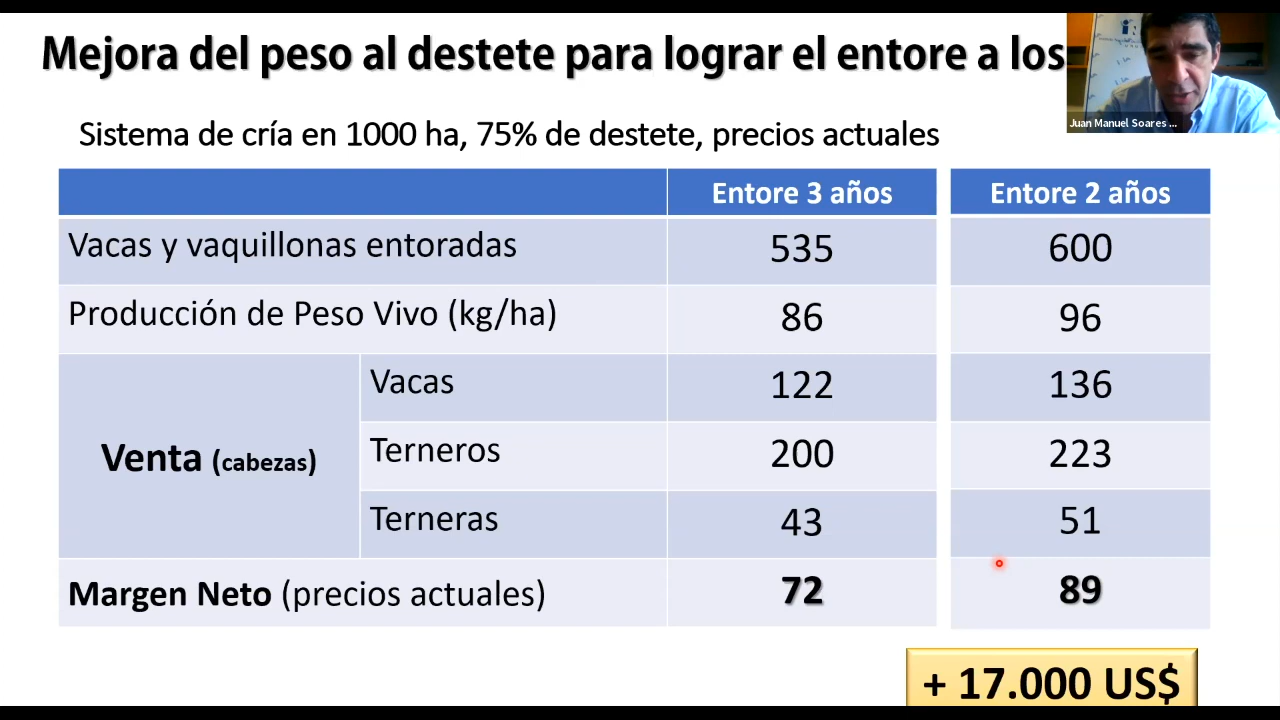 Mejora del peso al destete para lograr el entore a los
Juan Manuel Soares ...
Sistema de cría en 1000 ha, 75% de destete, precios actuales
Entore 3 años Entore 2 años
Vacas y vaquillonas entoradas 535 600
Producción de Peso Vivo (kg/ha) 86 96
Venta (cabezas)
Vacas 122 136
Terneros 200 223
Terneras 43 51
Margen Neto (precios actuales) 72 89
+ 17.000 US$